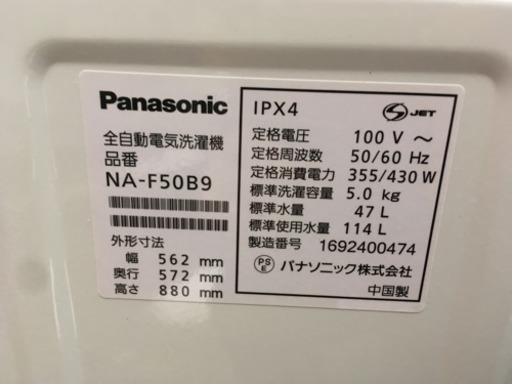 Panasonic
全自動電気洗濯機
品番
NA-F50B9
外形寸法
幅 562 mm
奥行 572 mm
高さ 880 mm
IPX4
S JET
定格電圧 100 V ～
定格周波数 50/60 Hz
定格消費電力 355/430 W
標準洗濯容量 5.0 kg
標準水量 47 L
標準使用水量 114 L
製造番号 1692400474
PS E パナソニック株式会社
中国製